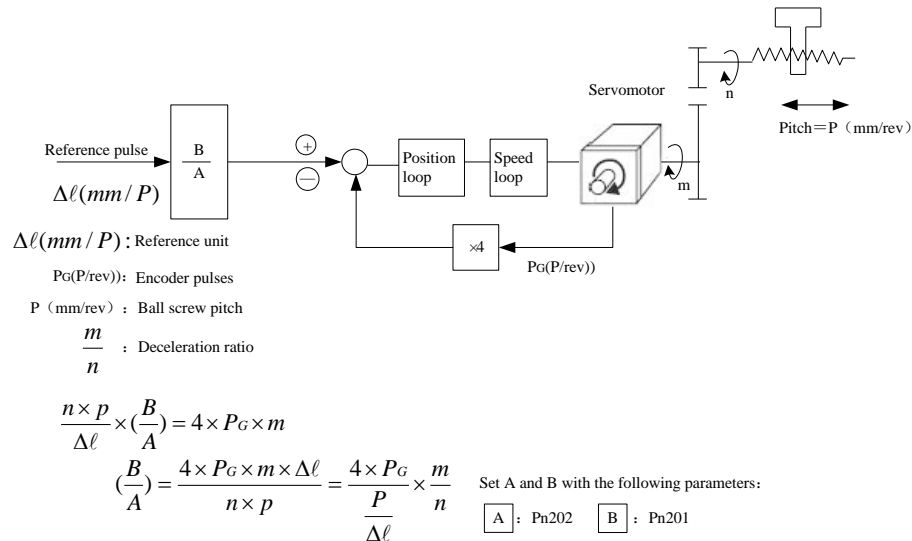 Servomotor
n
Pitch＝P（mm/rev）
Reference pulse
B
A
+
—
Position
loop
Speed
loop
m
Δℓ(mm / P)
×4
PG(P/rev))
Δℓ(mm / P)：Reference unit
PG(P/rev))：Encoder pulses
P（mm/rev）：Ball screw pitch
m/n ：Deceleration ratio
n × p / Δℓ × (B/A) = 4 × PG × m
(B/A) = 4 × PG × m × Δℓ / n × p = 4 × PG / P/Δℓ × m/n
Set A and B with the following parameters：
A：Pn202 B：Pn201